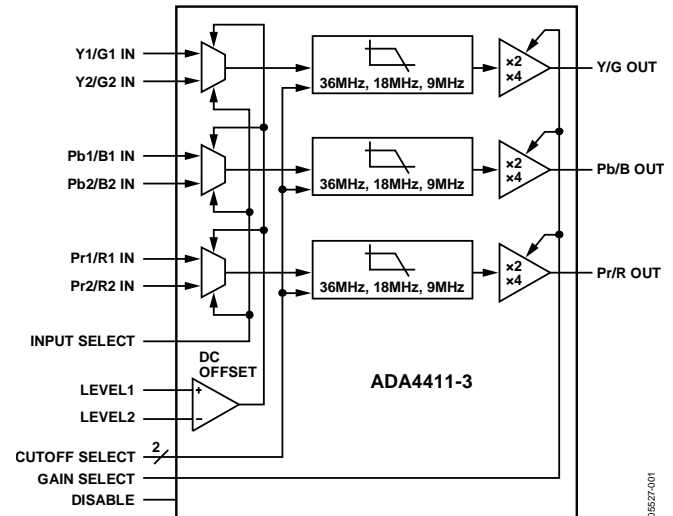 Y1/G1 IN
Y2/G2 IN
36MHz, 18MHz, 9MHz
×2
×4
Y/G OUT
Pb1/B1 IN
Pb2/B2 IN
36MHz, 18MHz, 9MHz
×2
×4
Pb/B OUT
Pr1/R1 IN
Pr2/R2 IN
36MHz, 18MHz, 9MHz
×2
×4
Pr/R OUT
INPUT SELECT
DC
OFFSET
LEVEL1
+
LEVEL2
–
ADA4411-3
CUTOFF SELECT
2
GAIN SELECT
DISABLE
05527-001